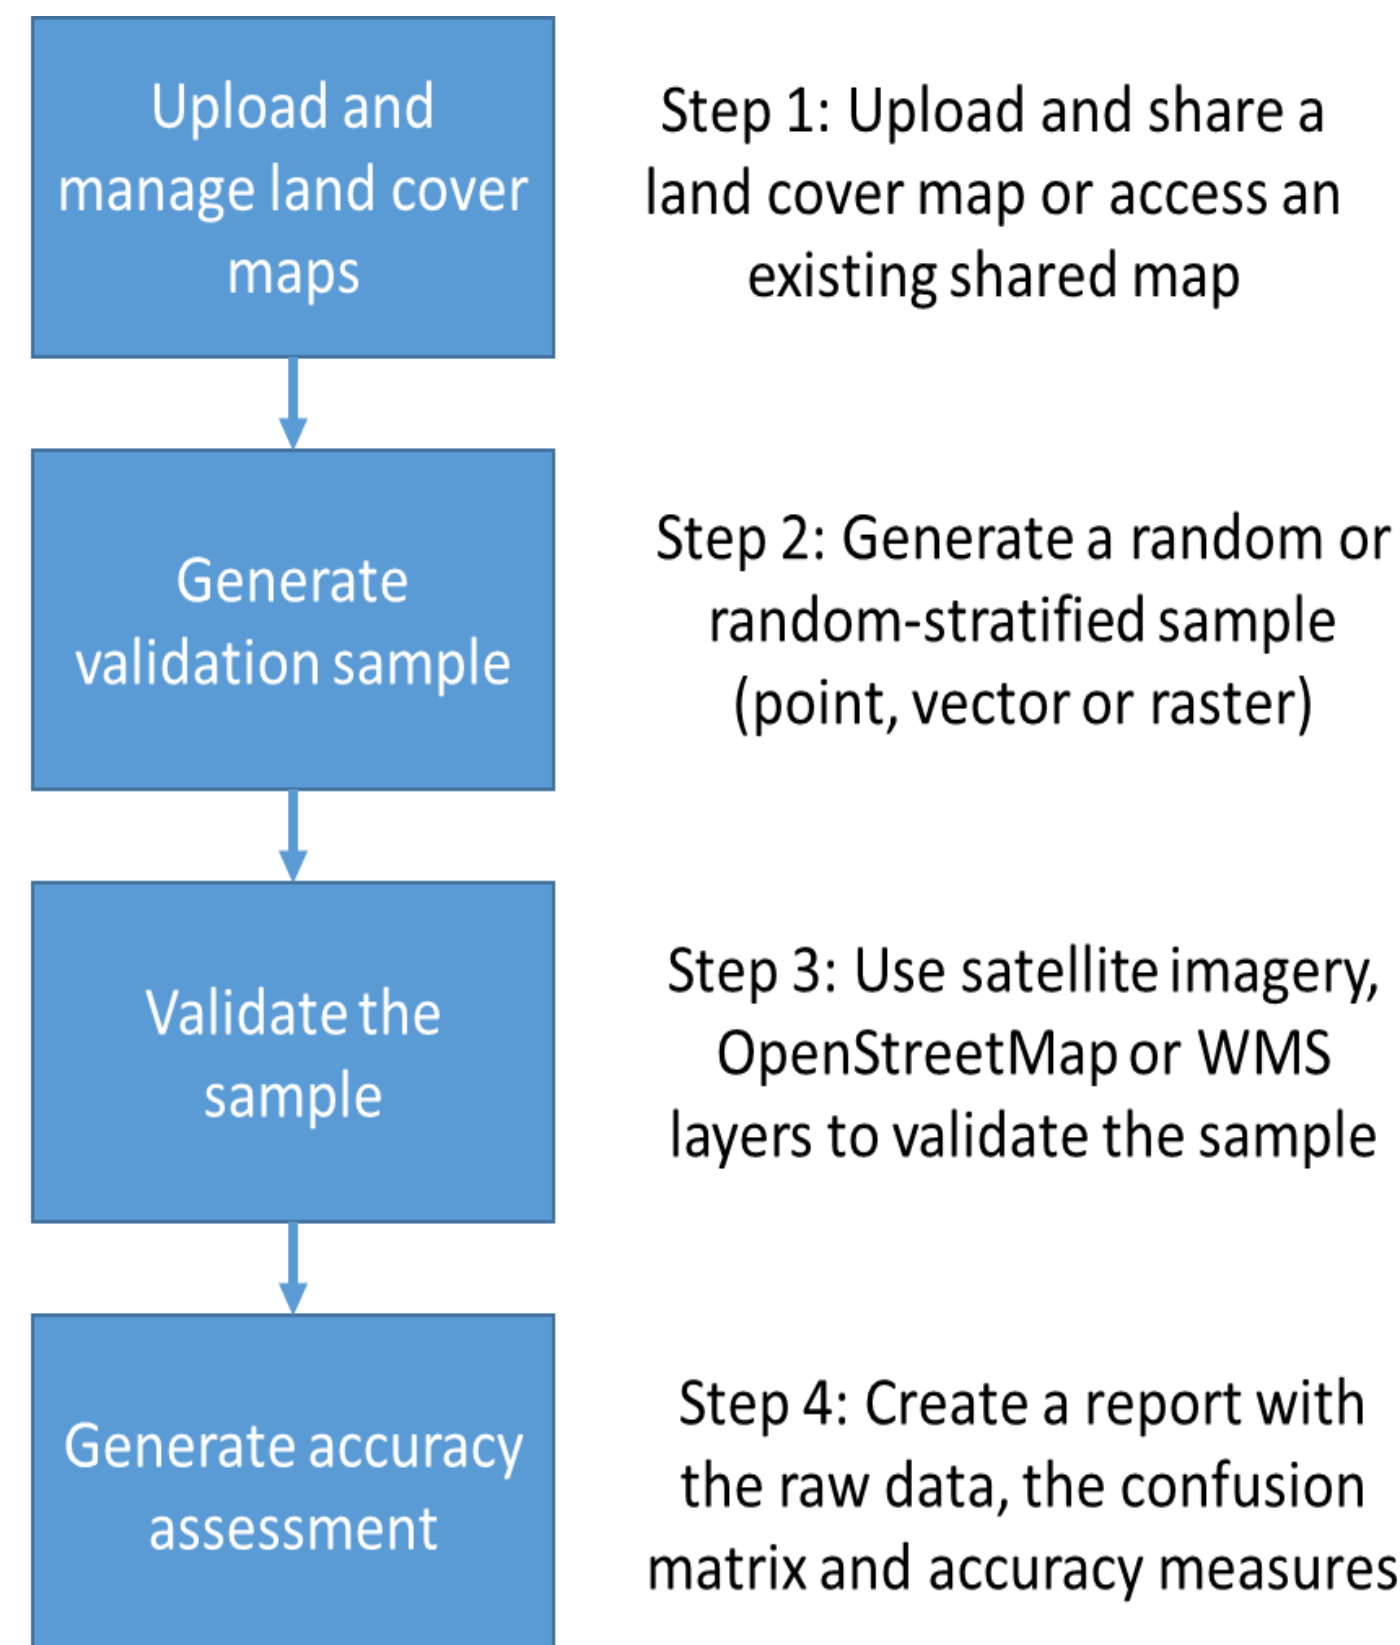 Upload and
manage land cover
maps
Step 1: Upload and share a
land cover map or access an
existing shared map
Generate
validation sample
Step 2: Generate a random or
random-stratified sample
(point, vector or raster)
Validate the
sample
Step 3: Use satellite imagery,
OpenStreetMap or WMS
layers to validate the sample
Generate accuracy
assessment
Step 4: Create a report with
the raw data, the confusion
matrix and accuracy measures